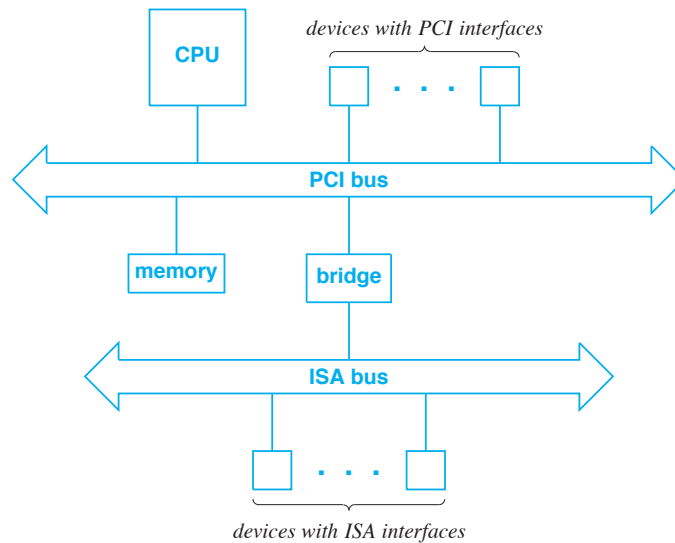 devices with PCI interfaces
CPU
PCI bus
memory
bridge
ISA bus
devices with ISA interfaces